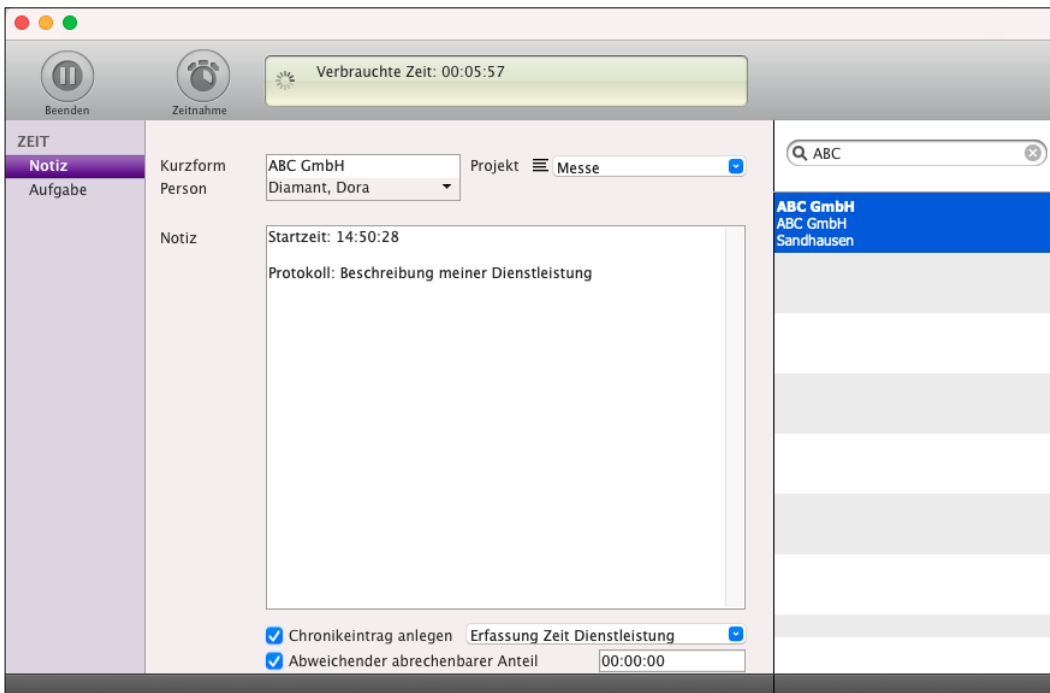 Verbrauchte Zeit: 00:05:57
Beenden
Zeitnahme
ZEIT
Notiz
Aufgabe
Kurzform ABC GmbH Projekt Messe
Person Diamant, Dora
Notiz Startzeit: 14:50:28
Protokoll: Beschreibung meiner Dienstleistung
Chronikeintrag anlegen Erfassung Zeit Dienstleistung
Abweichender abrechenbarer Anteil 00:00:00
ABC
ABC GmbH
ABC GmbH
Sandhausen